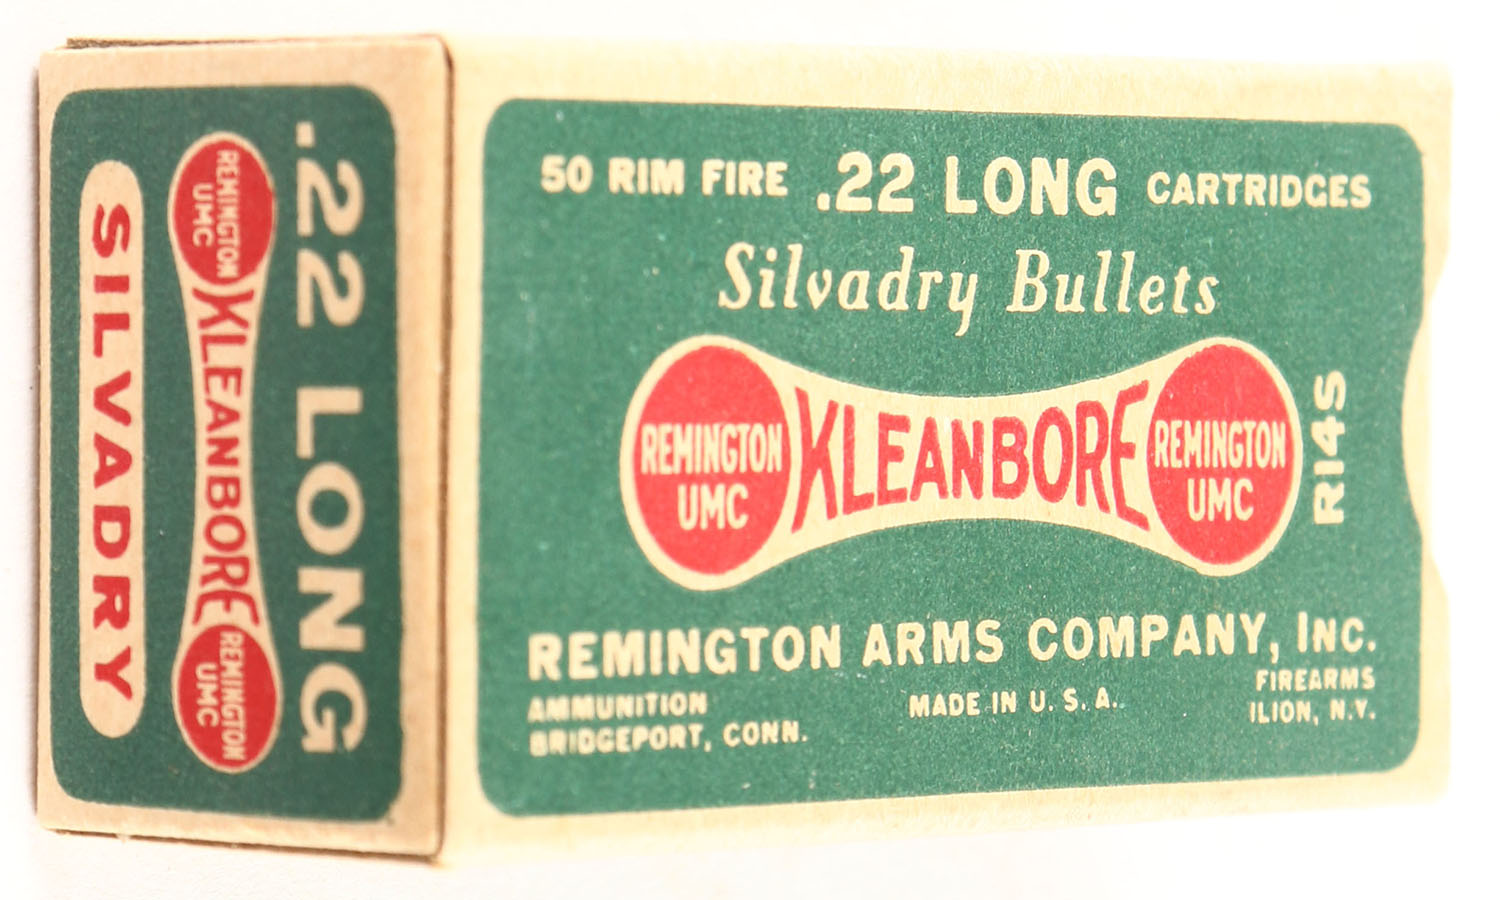 .22 LONG
REMINGTON
UMC
KLEANBORE
REMINGTON
UMC
SILVADRY
50 RIM FIRE .22 LONG CARTRIDGES
Silvadry Bullets
REMINGTON
UMC
KLEANBORE
REMINGTON
UMC
R14S
REMINGTON ARMS COMPANY, INC.
AMMUNITION
BRIDGEPORT, CONN.
MADE IN U. S. A.
FIREARMS
ILION, N.Y.